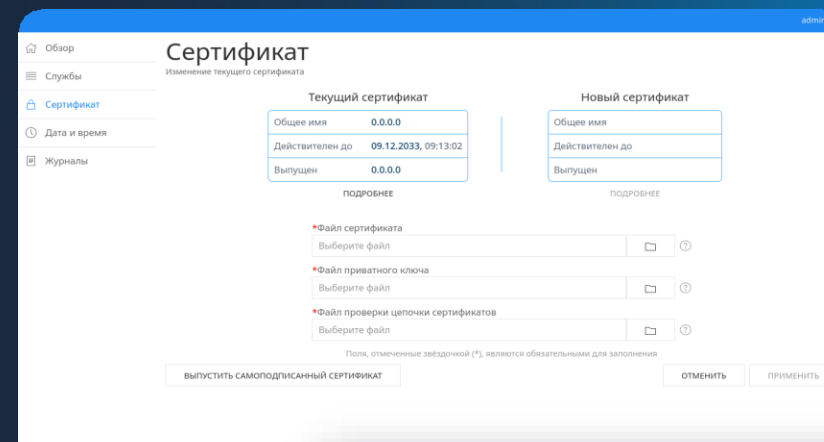 admin
Обзор
Службы
Сертификат
Дата и время
Журналы
Сертификат
Изменение текущего сертификата
Текущий сертификат
Общее имя 0.0.0.0
Действителен до 09.12.2033, 09:13:02
Выпущен 0.0.0.0
ПОДРОБНЕЕ
Новый сертификат
Общее имя
Действителен до
Выпущен
ПОДРОБНЕЕ
*Файл сертификата
Выберите файл
*Файл приватного ключа
Выберите файл
*Файл проверки цепочки сертификатов
Выберите файл
Поля, отмеченные звёздочкой (*), являются обязательными для заполнения
ВЫПУСТИТЬ САМОПОДПИСАННЫЙ СЕРТИФИКАТ
ОТМЕНИТЬ
ПРИМЕНИТЬ